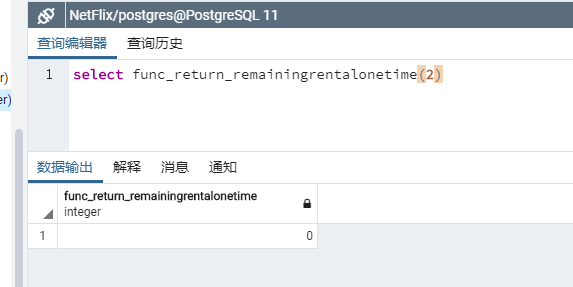 NetFlix/postgres@PostgreSQL 11
查询编辑器 查询历史
r)
1 select func_return_remainingrentalonetime(2)
er)
数据输出 解释 消息 通知
func_return_remainingrentalonetime
integer
1 0